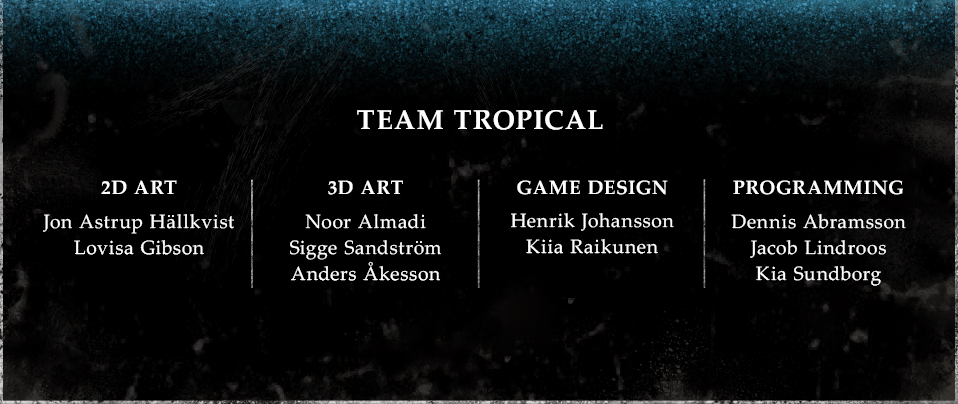 TEAM TROPICAL
2D ART
Jon Astrup Hällkvist
Lovisa Gibson
3D ART
Noor Almadi
Sigge Sandström
Anders Åkesson
GAME DESIGN
Henrik Johansson
Kiia Raikunen
PROGRAMMING
Dennis Abramsson
Jacob Lindroos
Kia Sundborg